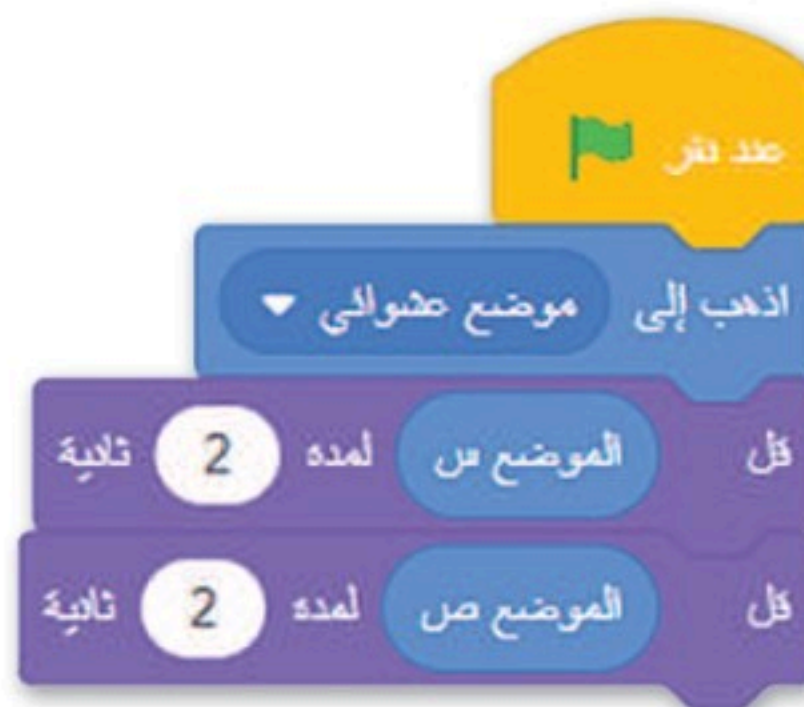 عند نقر
اذهب إلى موضع عشوائي
قل الموضع س لمدة 2 ثانية
قل الموضع ص لمدة 2 ثانية